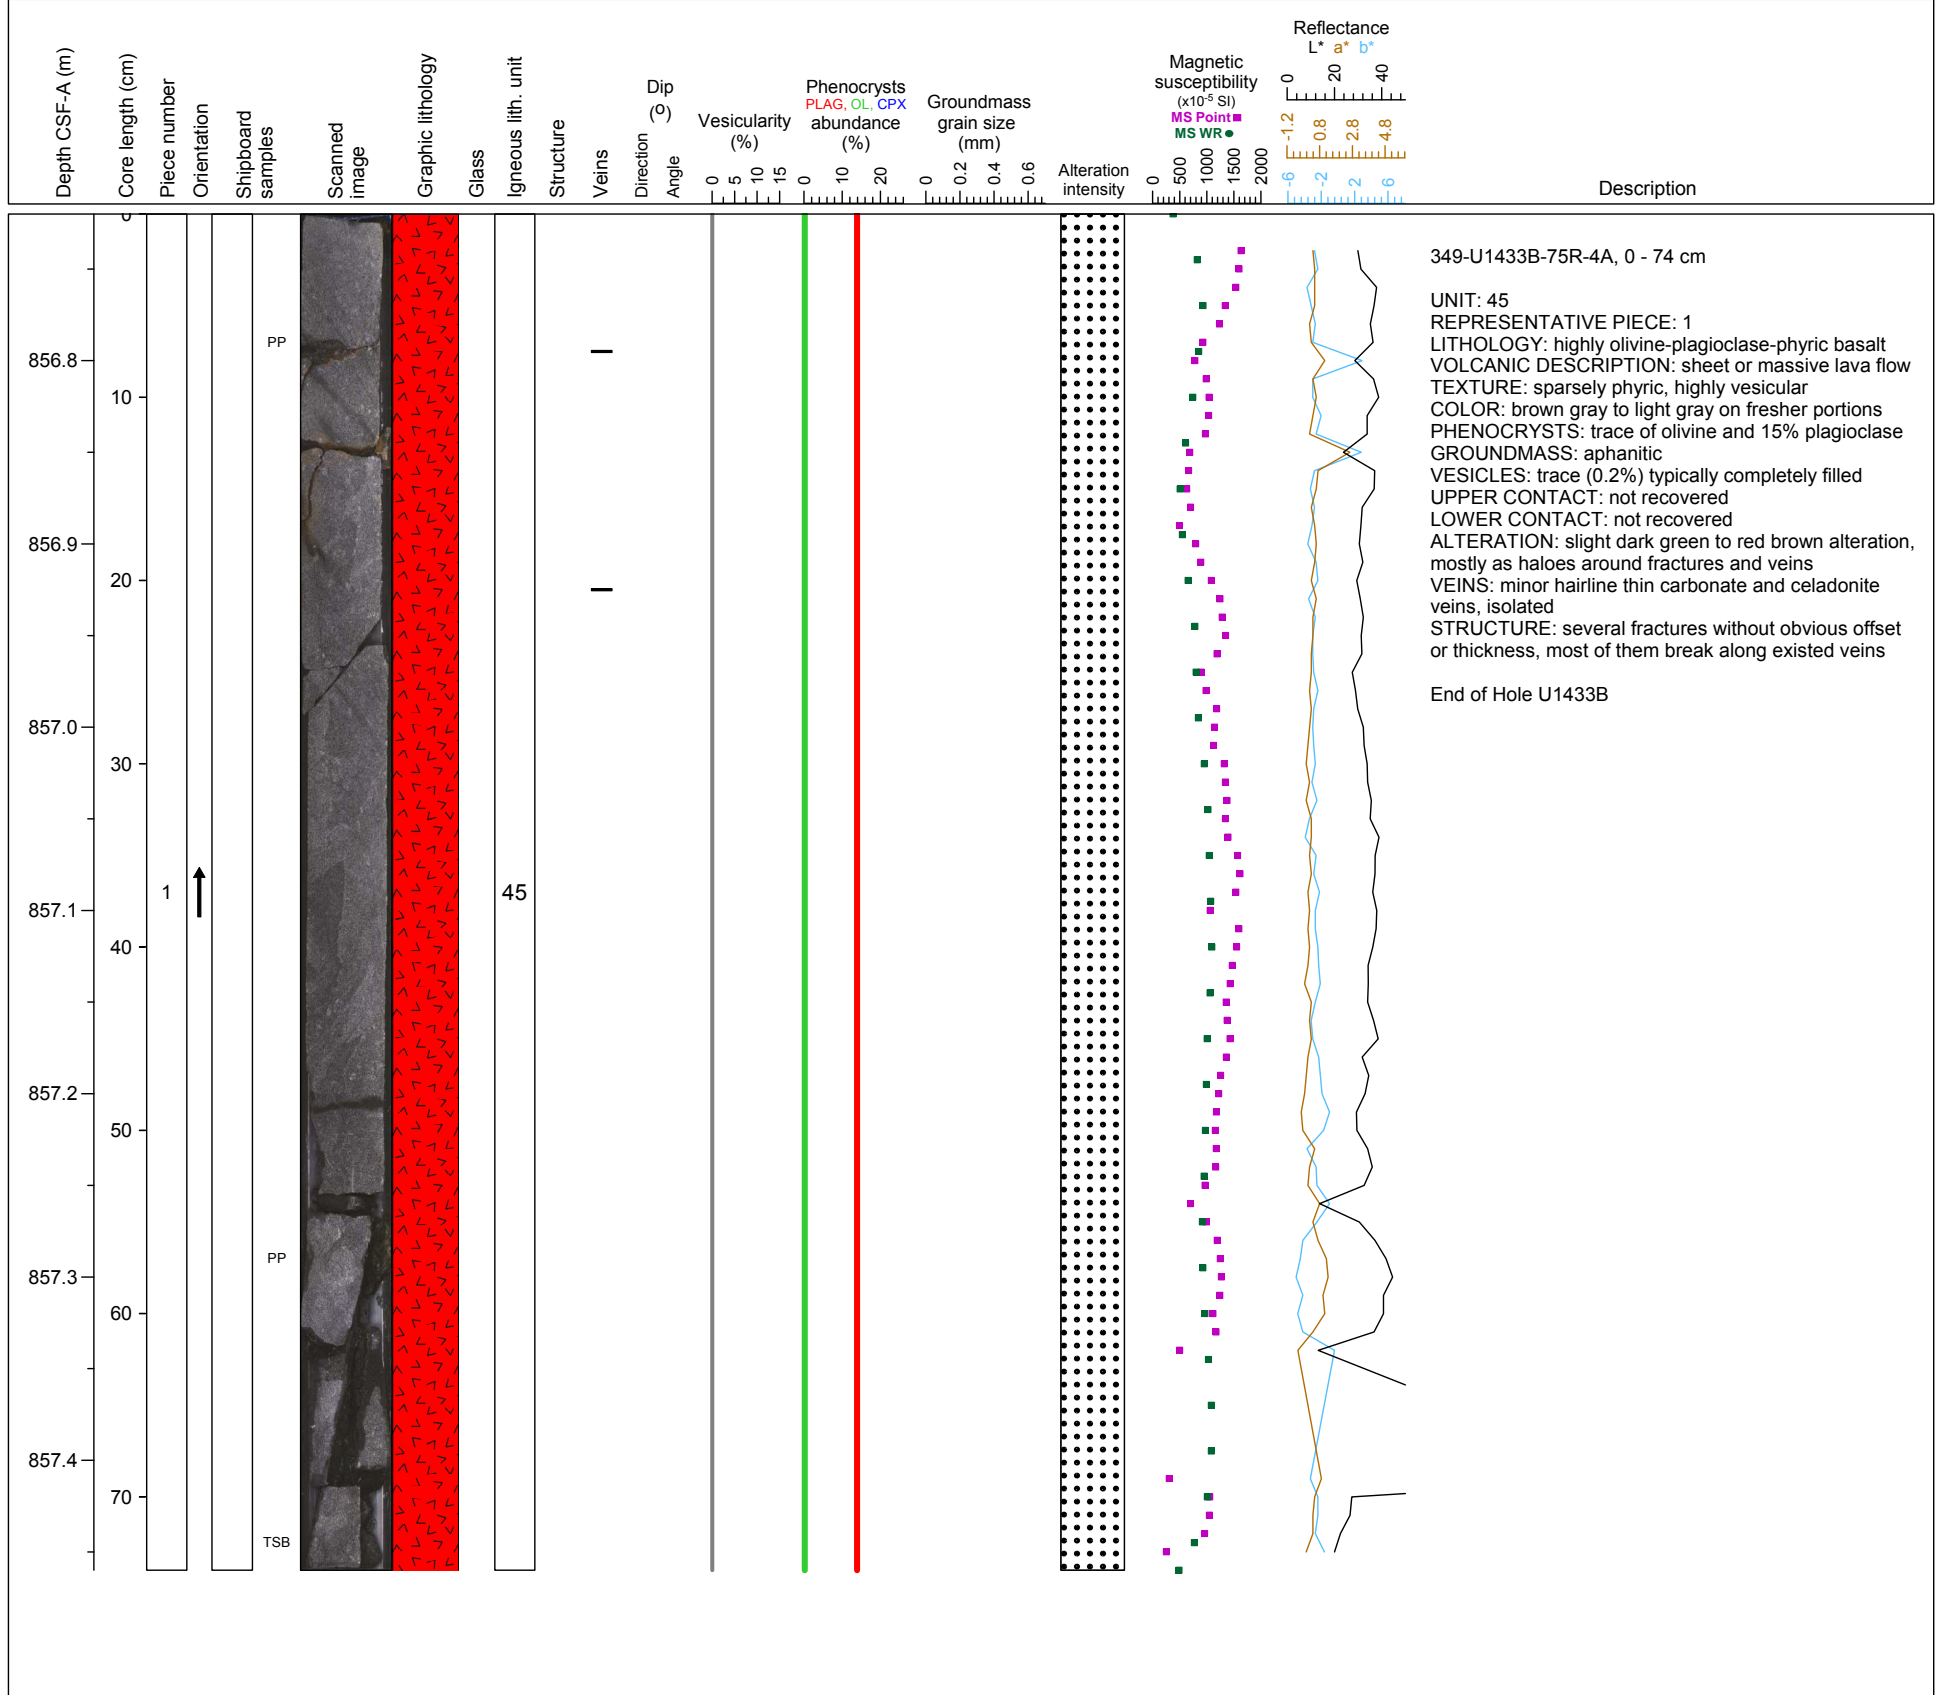 Depth CSF-A (m)
Core length (cm)
Piece number
Orientation
Shipboard
samples
Scanned
image
Graphic lithology
Glass
Igneous lith. unit
Structure
Veins
Dip
(o)
Direction
Angle
Vesicularity
(%)
0 5 10 15
Phenocrysts
PLAG, OL, CPX
abundance
(%)
0 10 20
Groundmass
grain size
(mm)
0 0.2 0.4 0.6
Alteration
intensity
Magnetic
susceptibility
(x10-5 SI)
MS Point
MS WR
0 500 1000 1500 2000
Reflectance
L* a* b*
0 20 40
-1.2 0.8 2.8 4.8
-6 -2 2 6
Description
0
349-U1433B-75R-4A, 0 - 74 cm
UNIT: 45
REPRESENTATIVE PIECE: 1
LITHOLOGY: highly olivine-plagioclase-phyric basalt
VOLCANIC DESCRIPTION: sheet or massive lava flow
TEXTURE: sparsely phyric, highly vesicular
COLOR: brown gray to light gray on fresher portions
PHENOCRYSTS: trace of olivine and 15% plagioclase
GROUNDMASS: aphanitic
VESICLES: trace (0.2%) typically completely filled
UPPER CONTACT: not recovered
LOWER CONTACT: not recovered
ALTERATION: slight dark green to red brown alteration,
mostly as haloes around fractures and veins
VEINS: minor hairline thin carbonate and celadonite
veins, isolated
STRUCTURE: several fractures without obvious offset
or thickness, most of them break along existed veins
End of Hole U1433B
PP
856.8
10
856.9
20
857.0
30
1
45
857.1
40
857.2
50
PP
857.3
60
857.4
70
TSB